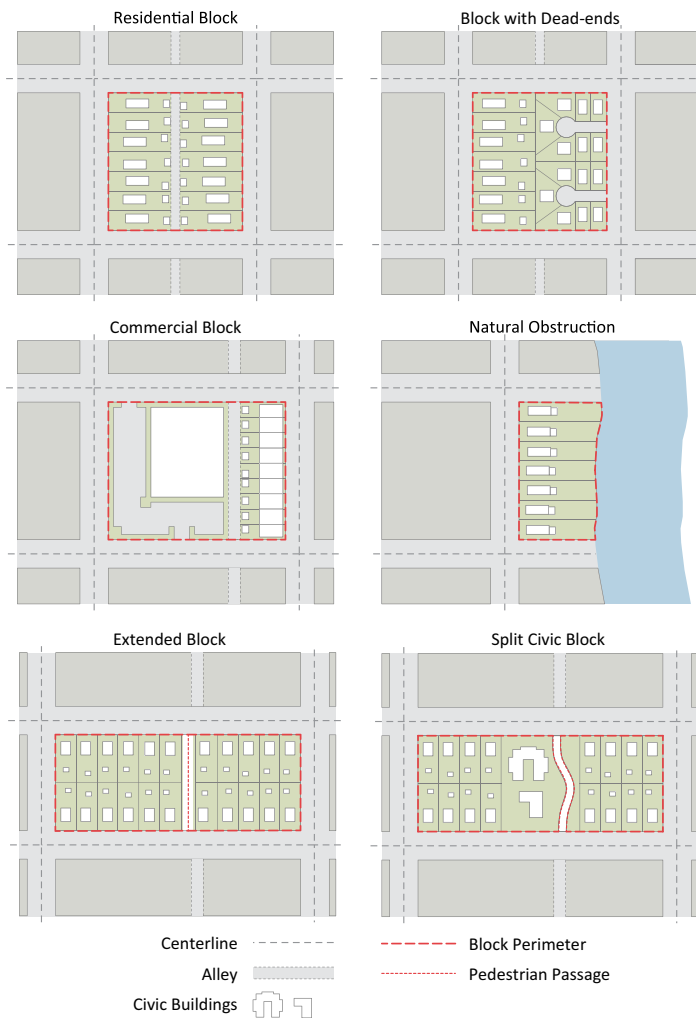 Residential Block
Block with Dead-ends
Commercial Block
Natural Obstruction
Extended Block
Split Civic Block
Centerline
Block Perimeter
Alley
Pedestrian Passage
Civic Buildings